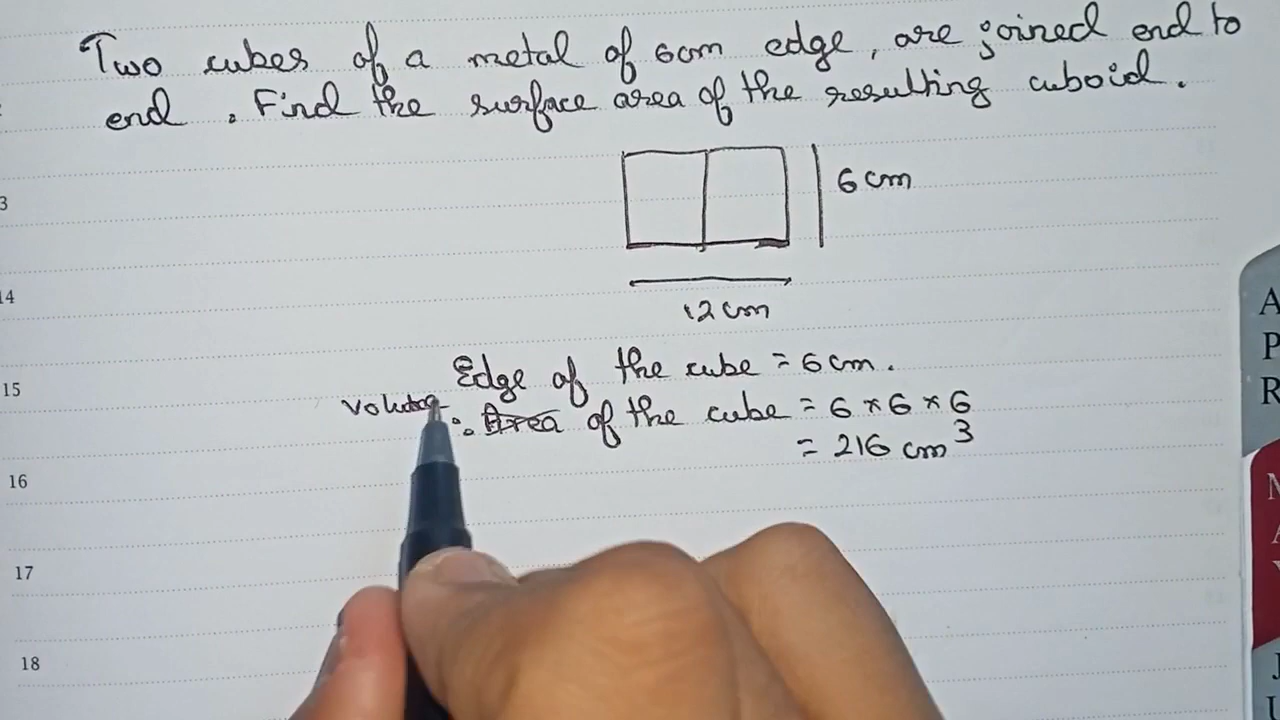 Two cubes of a metal of 6cm edge, are joined end to
end. Find the surface area of the resulting cuboid.
6 cm
12 cm
Edge of the cube = 6 cm.
∴ Area of the cube = 6 * 6 * 6
= 216 cm³
3
14
15
16
17
18
A
P
R
M
A
Y
J